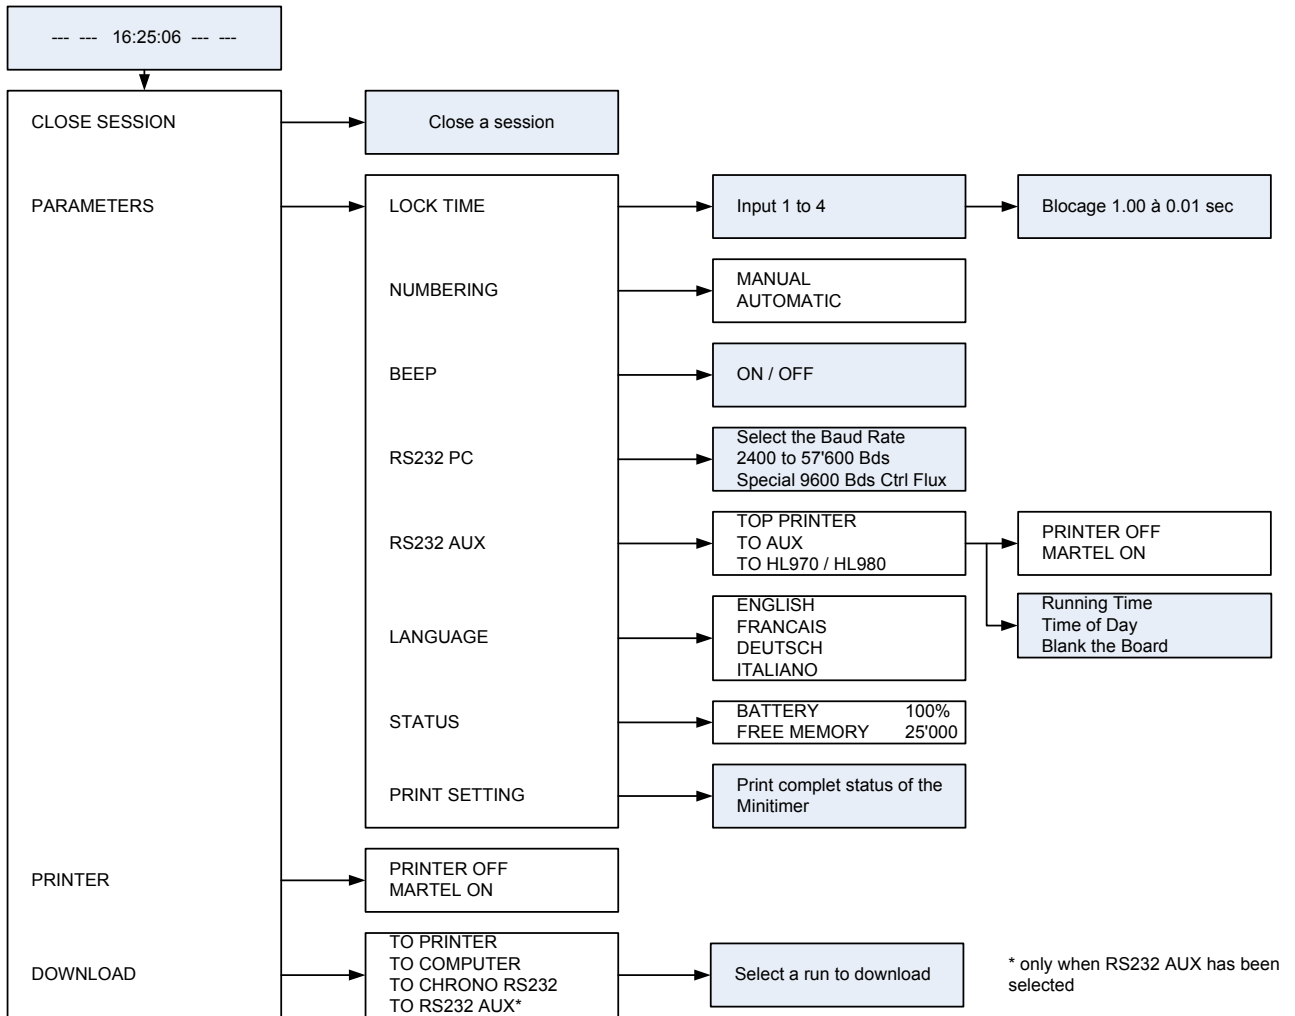 --- --- 16:25:06 --- ---
CLOSE SESSION
Close a session
PARAMETERS
LOCK TIME
Input 1 to 4
Blocage 1.00 à 0.01 sec
NUMBERING
MANUAL
AUTOMATIC
BEEP
ON / OFF
RS232 PC
Select the Baud Rate
2400 to 57'600 Bds
Special 9600 Bds Ctrl Flux
RS232 AUX
TOP PRINTER
TO AUX
TO HL970 / HL980
PRINTER OFF
MARTEL ON
Running Time
Time of Day
Blank the Board
LANGUAGE
ENGLISH
FRANCAIS
DEUTSCH
ITALIANO
STATUS
BATTERY 100%
FREE MEMORY 25'000
PRINT SETTING
Print complet status of the
Minitimer
PRINTER
PRINTER OFF
MARTEL ON
DOWNLOAD
TO PRINTER
TO COMPUTER
TO CHRONO RS232
TO RS232 AUX*
Select a run to download
* only when RS232 AUX has been
selected